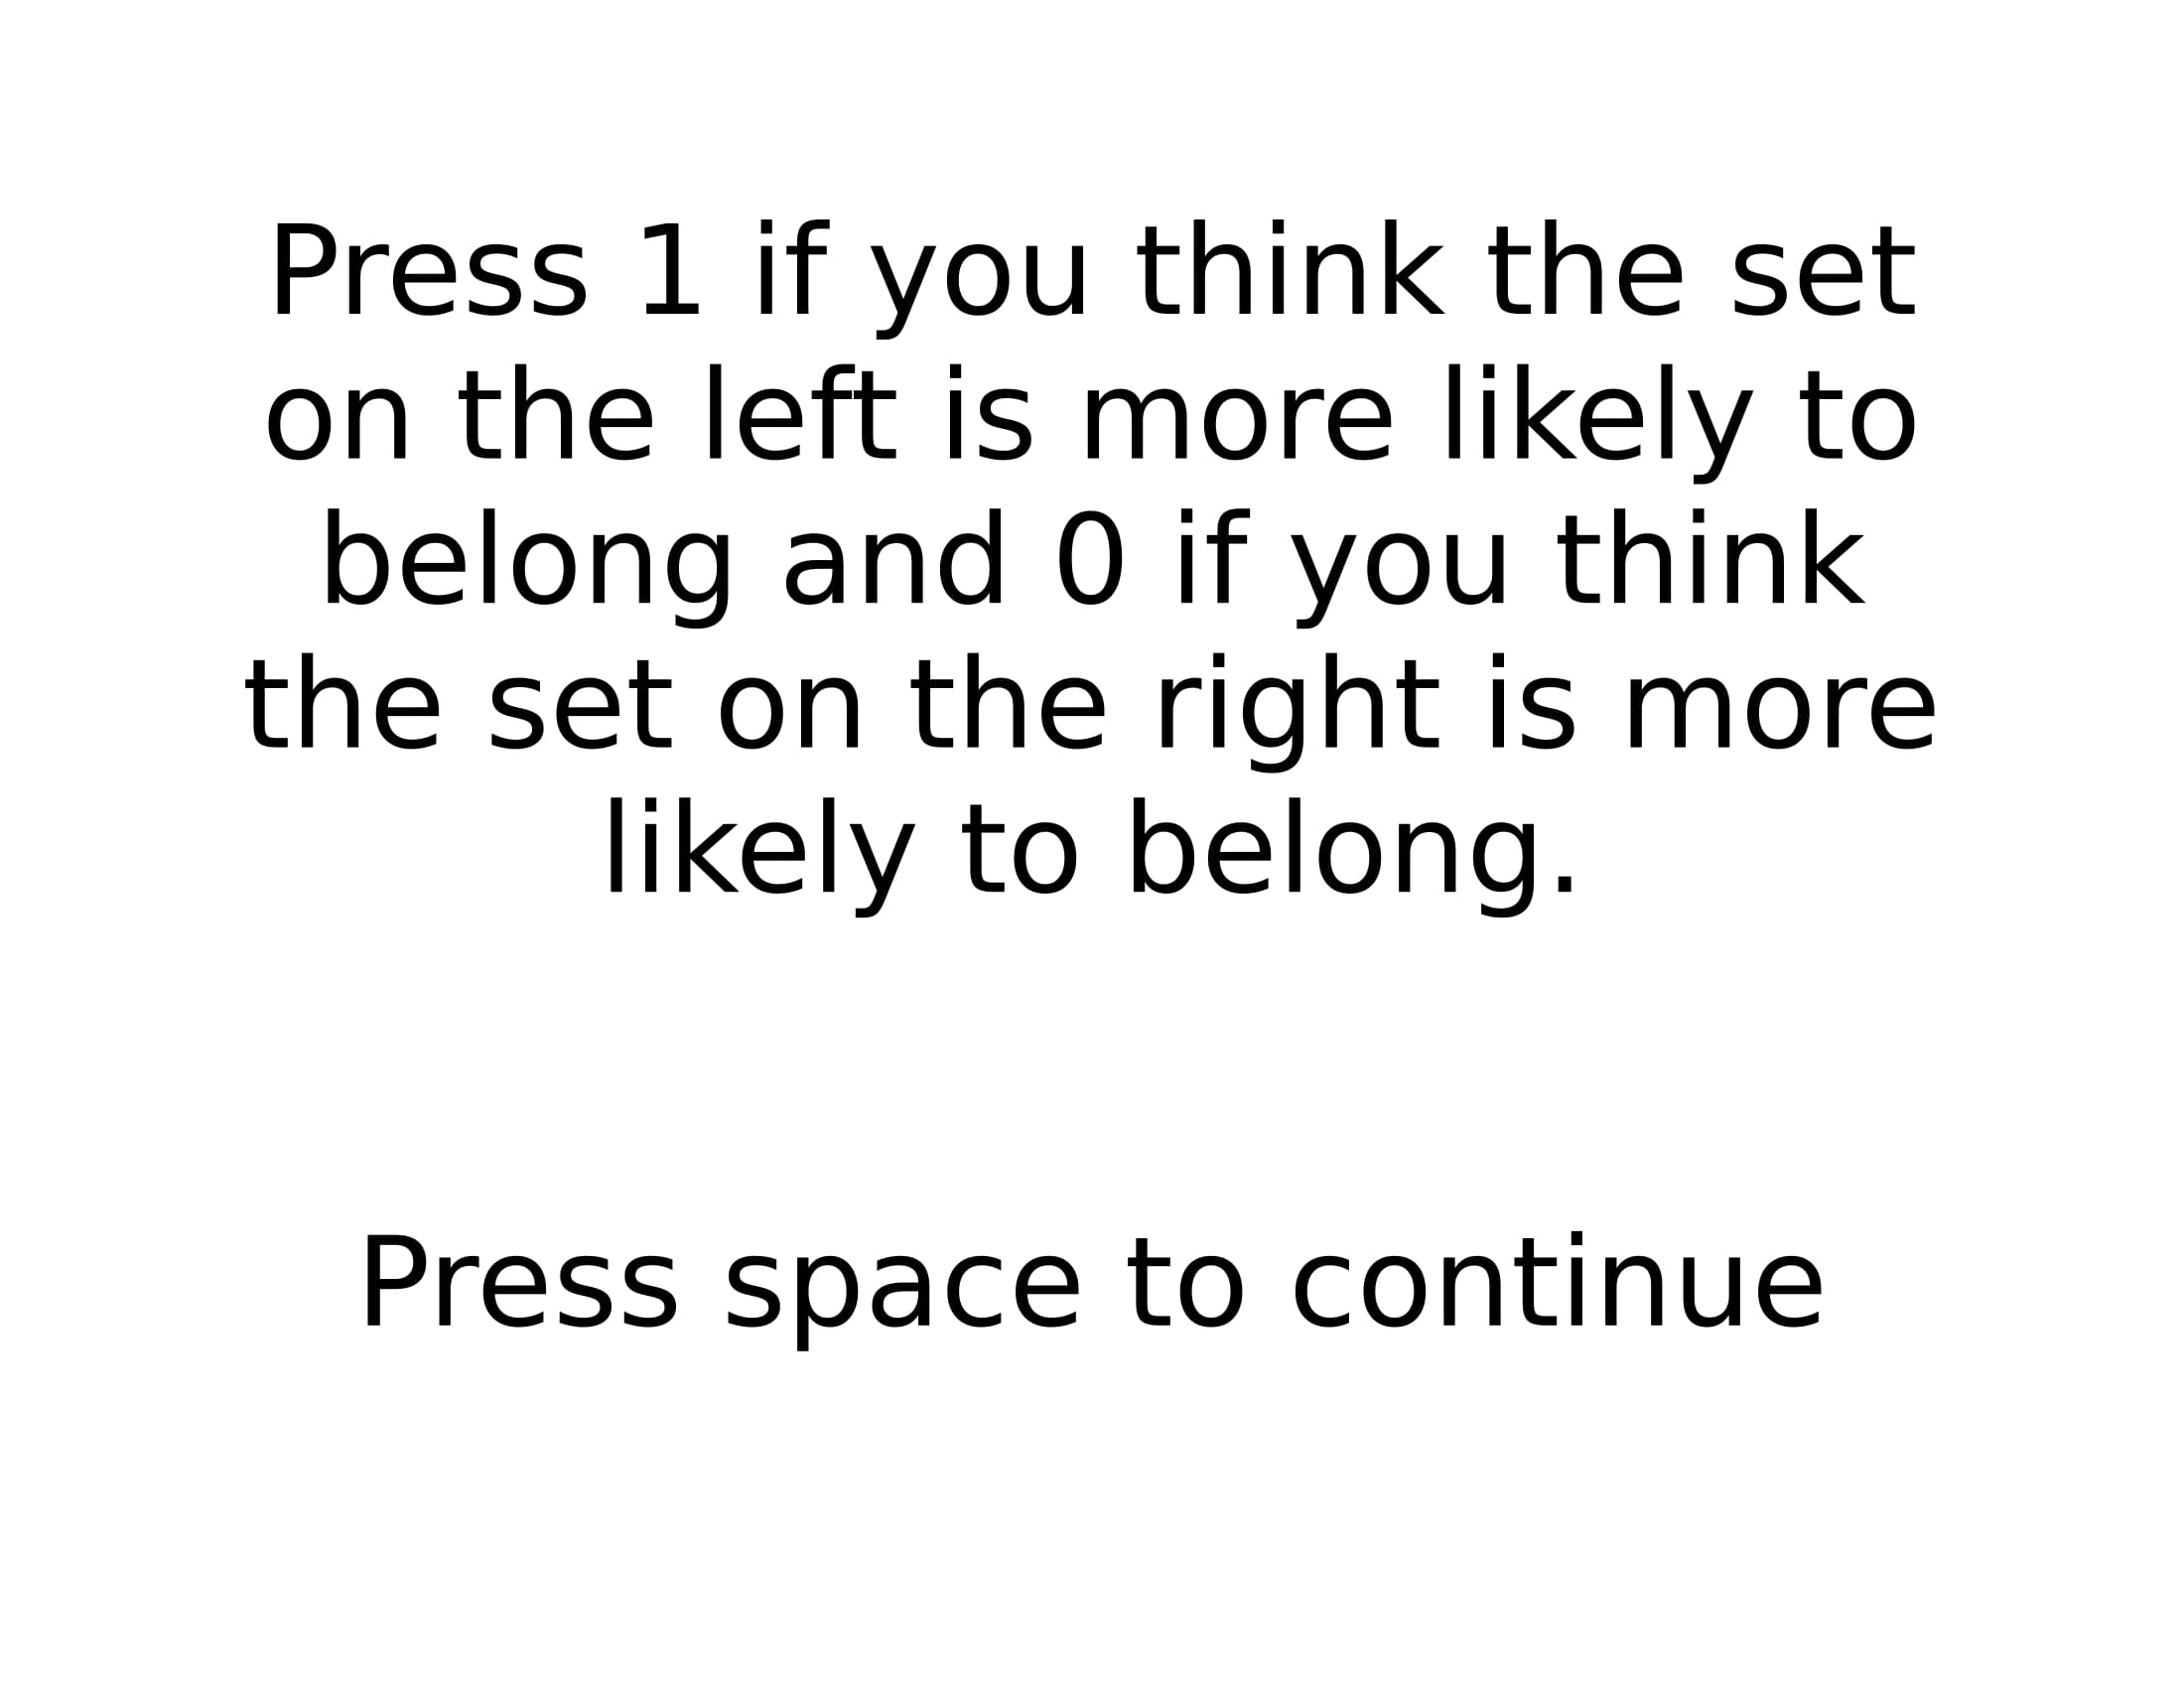 Press 1 if you think the set
on the left is more likely to
belong and 0 if you think
the set on the right is more
likely to belong.
Press space to continue